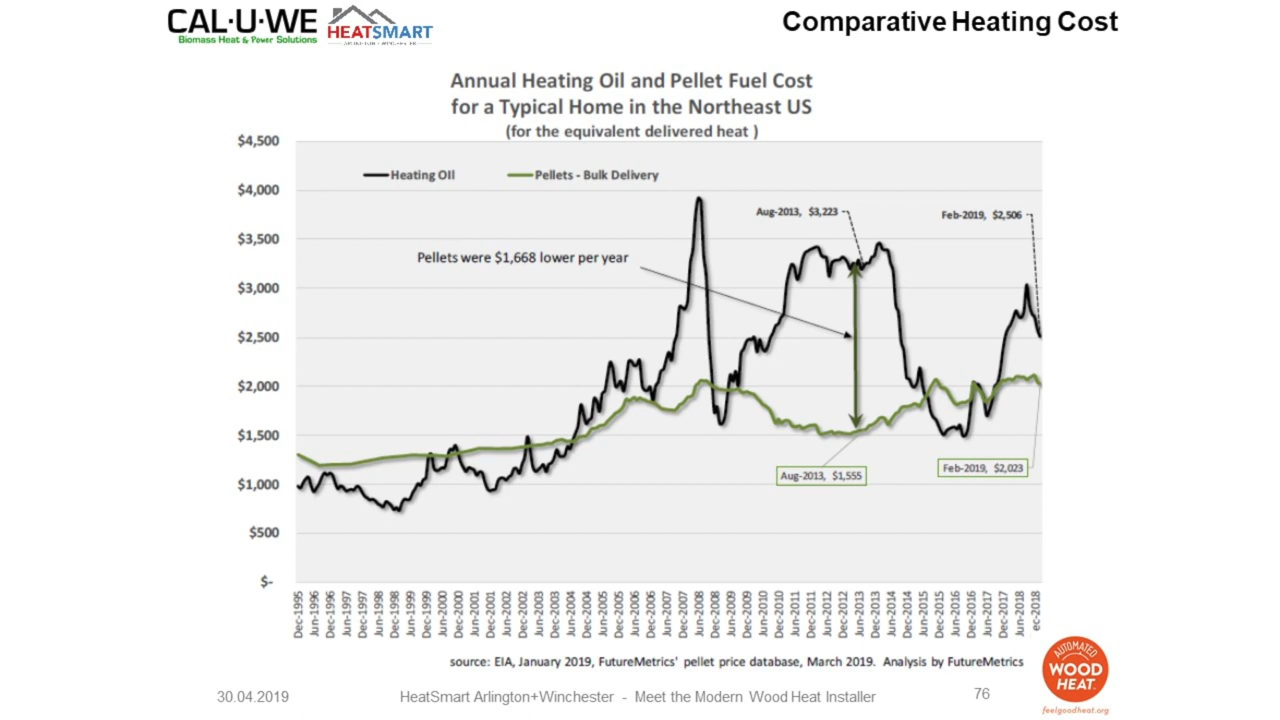 CAL·U·WE
Biomass Heat & Power Solutions
HEATSMART
Comparative Heating Cost
Annual Heating Oil and Pellet Fuel Cost
for a Typical Home in the Northeast US
(for the equivalent delivered heat )
$4,500
$4,000
$3,500
$3,000
$2,500
$2,000
$1,500
$1,000
$500
$-
Heating OIl
Pellets - Bulk Delivery
Aug-2013, $3,223
Feb-2019, $2,506
Pellets were $1,668 lower per year
Aug-2013, $1,555
Feb-2019, $2,023
Dec-1995
Jun-1996
Dec-1996
Jun-1997
Dec-1997
Jun-1998
Dec-1998
Jun-1999
Dec-1999
Jun-2000
Dec-2000
Jun-2001
Dec-2001
Jun-2002
Dec-2002
Jun-2003
Dec-2003
Jun-2004
Dec-2004
Jun-2005
Dec-2005
Jun-2006
Dec-2006
Jun-2007
Dec-2007
Jun-2008
Dec-2008
Jun-2009
Dec-2009
Jun-2010
Dec-2010
Jun-2011
Dec-2011
Jun-2012
Dec-2012
Jun-2013
Dec-2013
Jun-2014
Dec-2014
Jun-2015
Dec-2015
Jun-2016
Dec-2016
Jun-2017
Dec-2017
Jun-2018
ec-2018
source: EIA, January 2019, FutureMetrics' pellet price database, March 2019. Analysis by FutureMetrics
AUTOMATED
WOOD
HEAT.
feelgoodheat.org
30.04.2019
HeatSmart Arlington+Winchester - Meet the Modern Wood Heat Installer
76